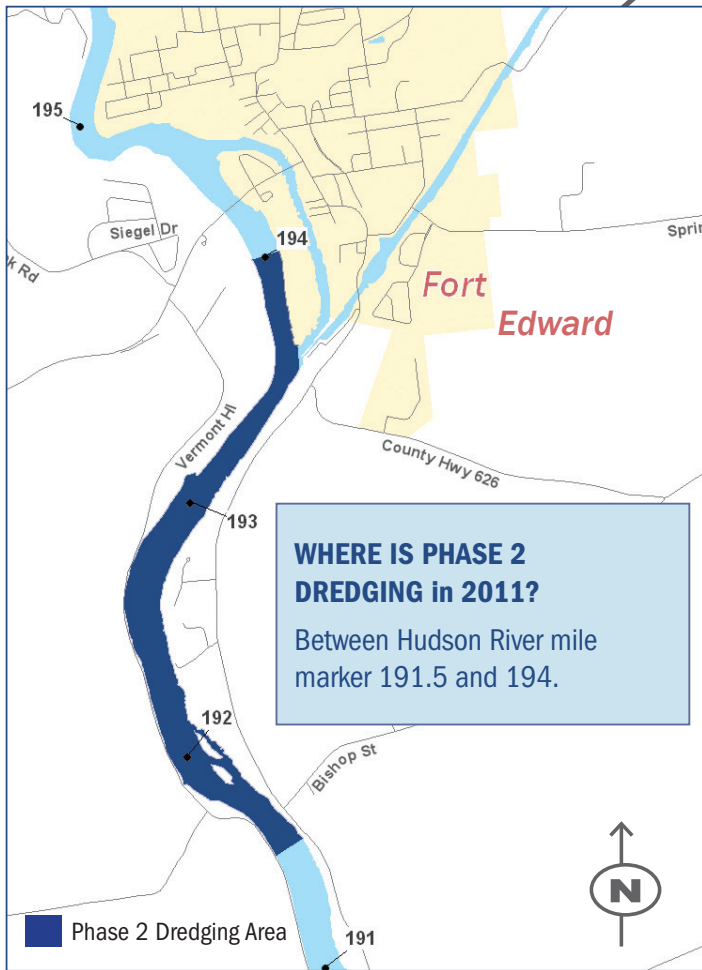 195
Siegel Dr
194
Sprin
k Rd
Fort
Edward
Vermont Hl
County Hwy 626
193
WHERE IS PHASE 2
DREDGING in 2011?
Between Hudson River mile
marker 191.5 and 194.
192
Bishop St
N
Phase 2 Dredging Area
191